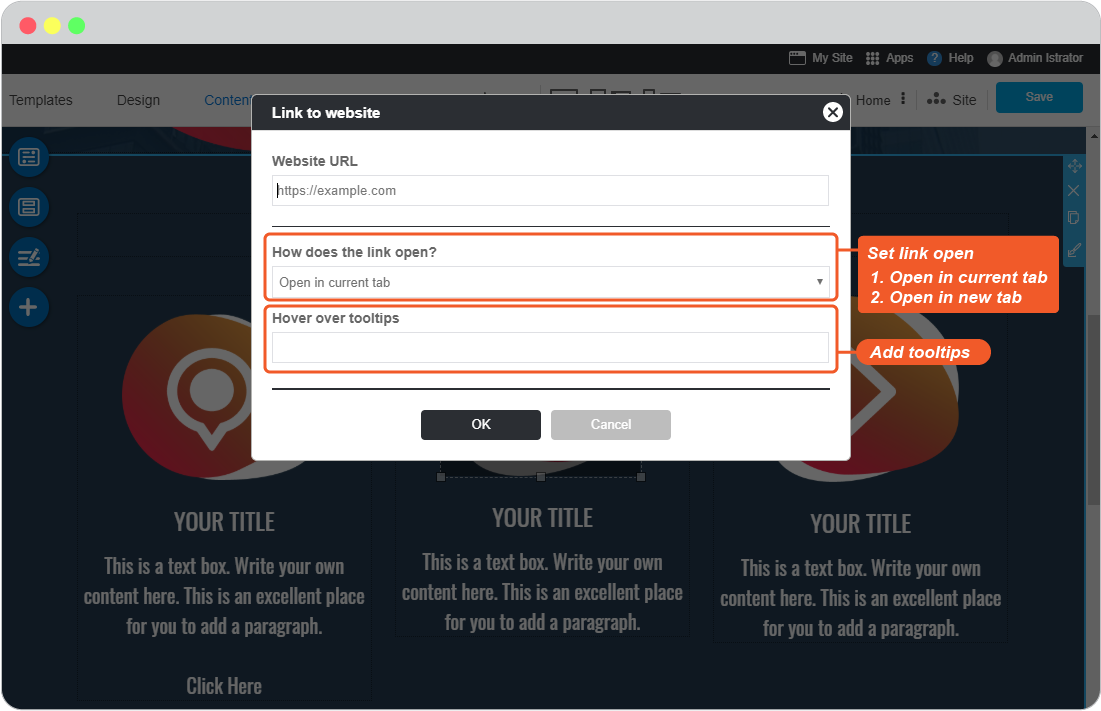 My Site Apps ? Help Admin Istrator
Templates Design Conten Home Site Save
Link to website
Website URL
https://example.com
How does the link open?
Open in current tab
Set link open
1. Open in current tab
2. Open in new tab
Hover over tooltips
Add tooltips
OK Cancel
YOUR TITLE
This is a text box. Write your own
content here. This is an excellent place
for you to add a paragraph.
Click Here
YOUR TITLE
This is a text box. Write your own
content here. This is an excellent place
for you to add a paragraph.
YOUR TITLE
This is a text box. Write your own
content here. This is an excellent place
for you to add a paragraph.